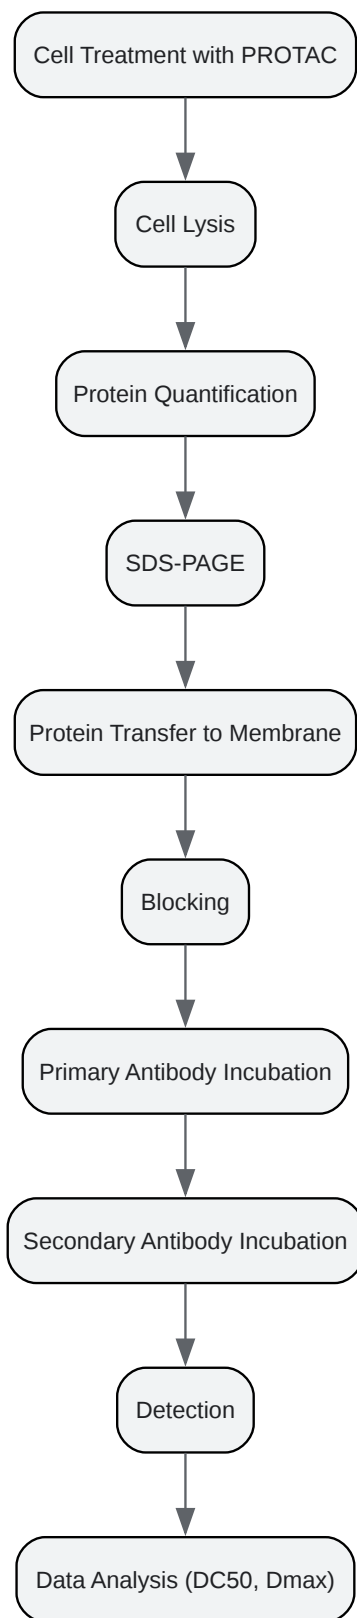 Cell Treatment with PROTAC
Cell Lysis
Protein Quantification
SDS-PAGE
Protein Transfer to Membrane
Blocking
Primary Antibody Incubation
Secondary Antibody Incubation
Detection
Data Analysis (DC50, Dmax)